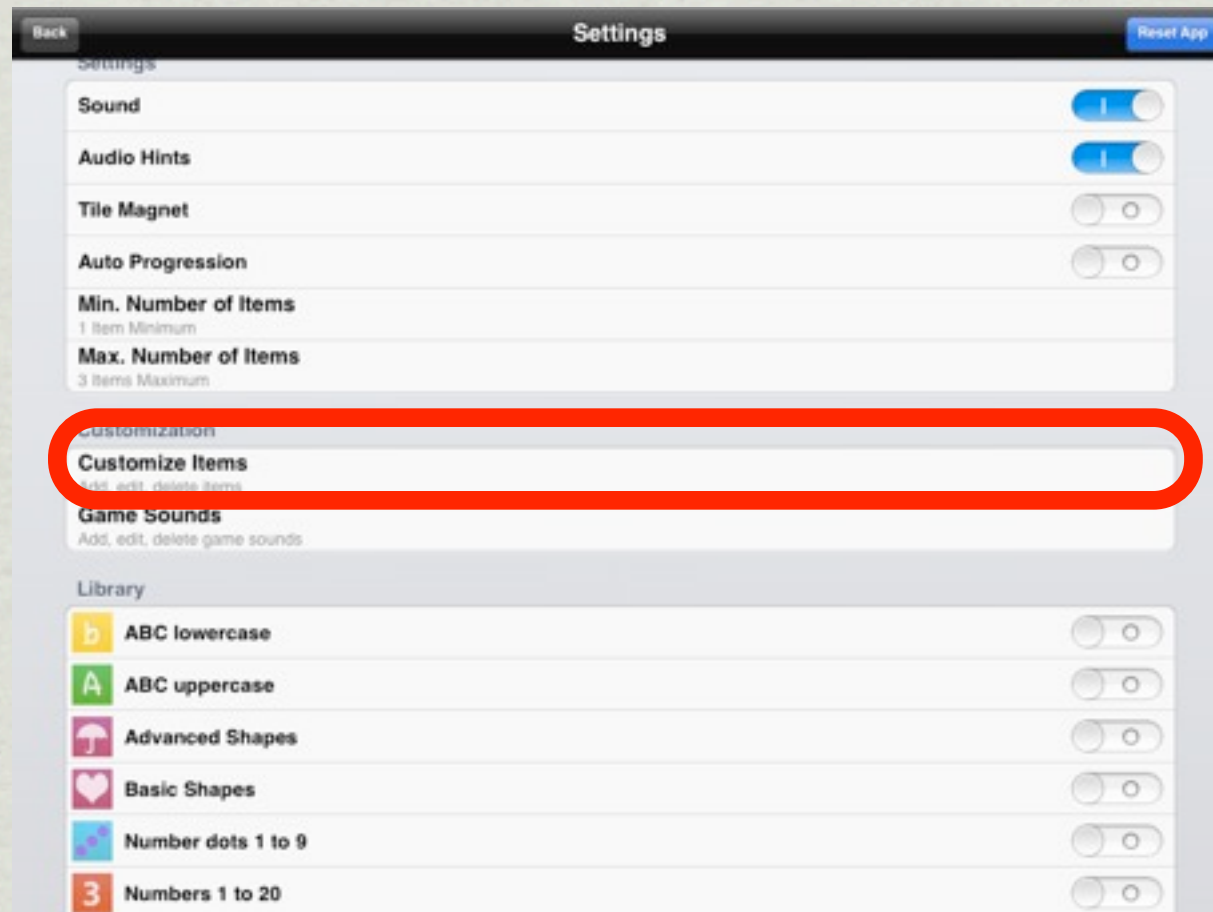 Back
Settings
Reset App
Settings
Sound
Audio Hints
Tile Magnet
Auto Progression
Min. Number of Items
1 Item Minimum
Max. Number of Items
3 Items Maximum
Customization
Customize Items
Add, edit, delete items
Game Sounds
Add, edit, delete game sounds
Library
b ABC lowercase
A ABC uppercase
Advanced Shapes
Basic Shapes
Number dots 1 to 9
3 Numbers 1 to 20